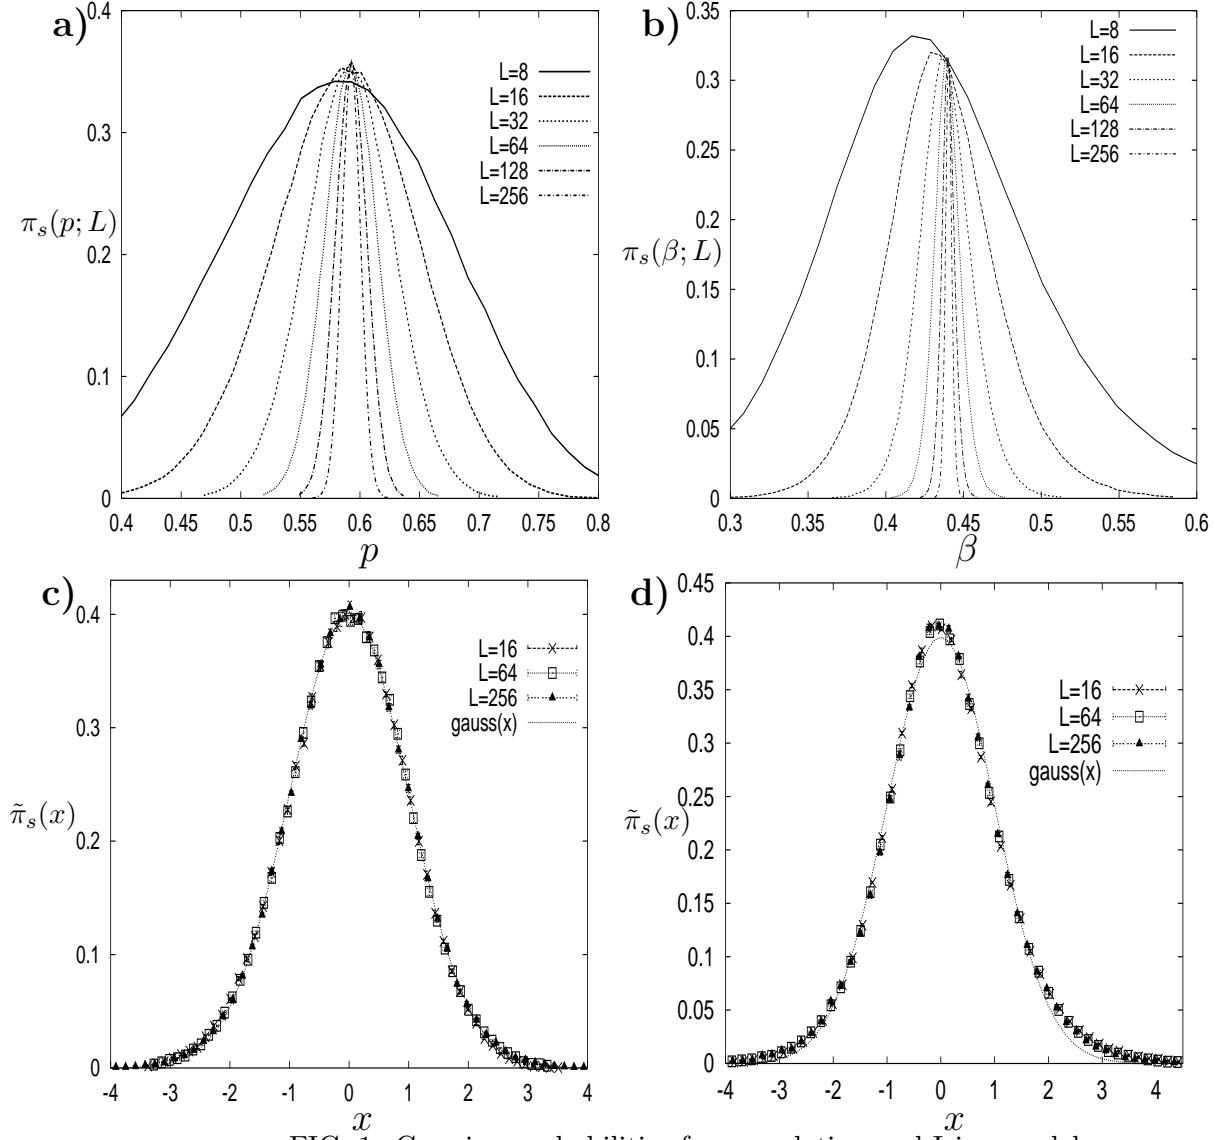 a)
0.4
0.3
0.2
0.1
0
π_s(p; L)
L=8
L=16
L=32
L=64
L=128
L=256
0.4 0.45 0.5 0.55 0.6 0.65 0.7 0.75 0.8
p
b)
0.35
0.3
0.25
0.2
0.15
0.1
0.05
0
π_s(β; L)
L=8
L=16
L=32
L=64
L=128
L=256
0.3 0.35 0.4 0.45 0.5 0.55 0.6
β
c)
0.4
0.3
0.2
0.1
0
π̃_s(x)
L=16
L=64
L=256
gauss(x)
-4 -3 -2 -1 0 1 2 3 4
x
d)
0.45
0.4
0.35
0.3
0.25
0.2
0.15
0.1
0.05
0
π̃_s(x)
L=16
L=64
L=256
gauss(x)
-4 -3 -2 -1 0 1 2 3 4
x